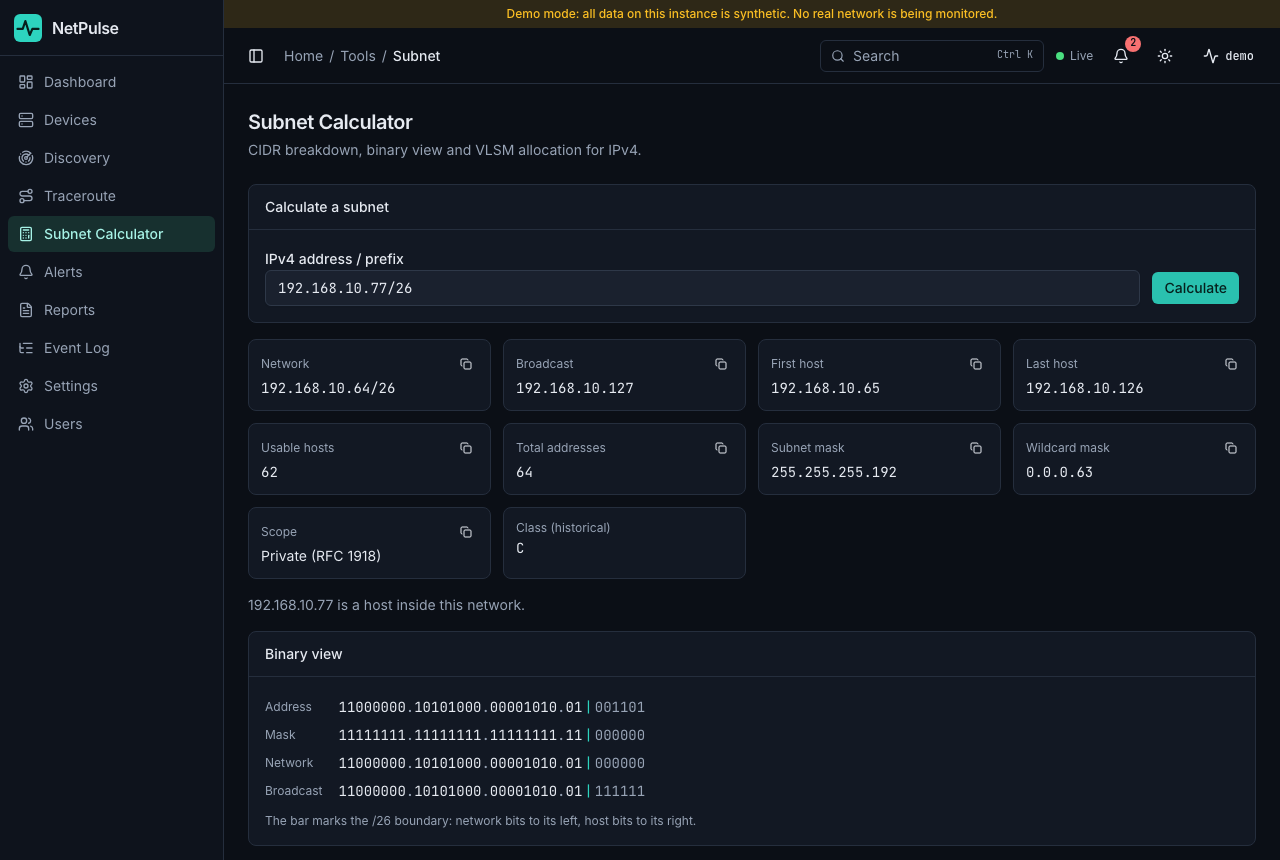 NetPulse
Dashboard
Devices
Discovery
Traceroute
Subnet Calculator
Alerts
Reports
Event Log
Settings
Users
Demo mode: all data on this instance is synthetic. No real network is being monitored.
Home / Tools / Subnet
Search Ctrl K
Live
2
demo
Subnet Calculator
CIDR breakdown, binary view and VLSM allocation for IPv4.
Calculate a subnet
IPv4 address / prefix
192.168.10.77/26
Calculate
Network
192.168.10.64/26
Broadcast
192.168.10.127
First host
192.168.10.65
Last host
192.168.10.126
Usable hosts
62
Total addresses
64
Subnet mask
255.255.255.192
Wildcard mask
0.0.0.63
Scope
Private (RFC 1918)
Class (historical)
C
192.168.10.77 is a host inside this network.
Binary view
Address 11000000.10101000.00001010.01|001101
Mask 11111111.11111111.11111111.11|000000
Network 11000000.10101000.00001010.01|000000
Broadcast 11000000.10101000.00001010.01|111111
The bar marks the /26 boundary: network bits to its left, host bits to its right.